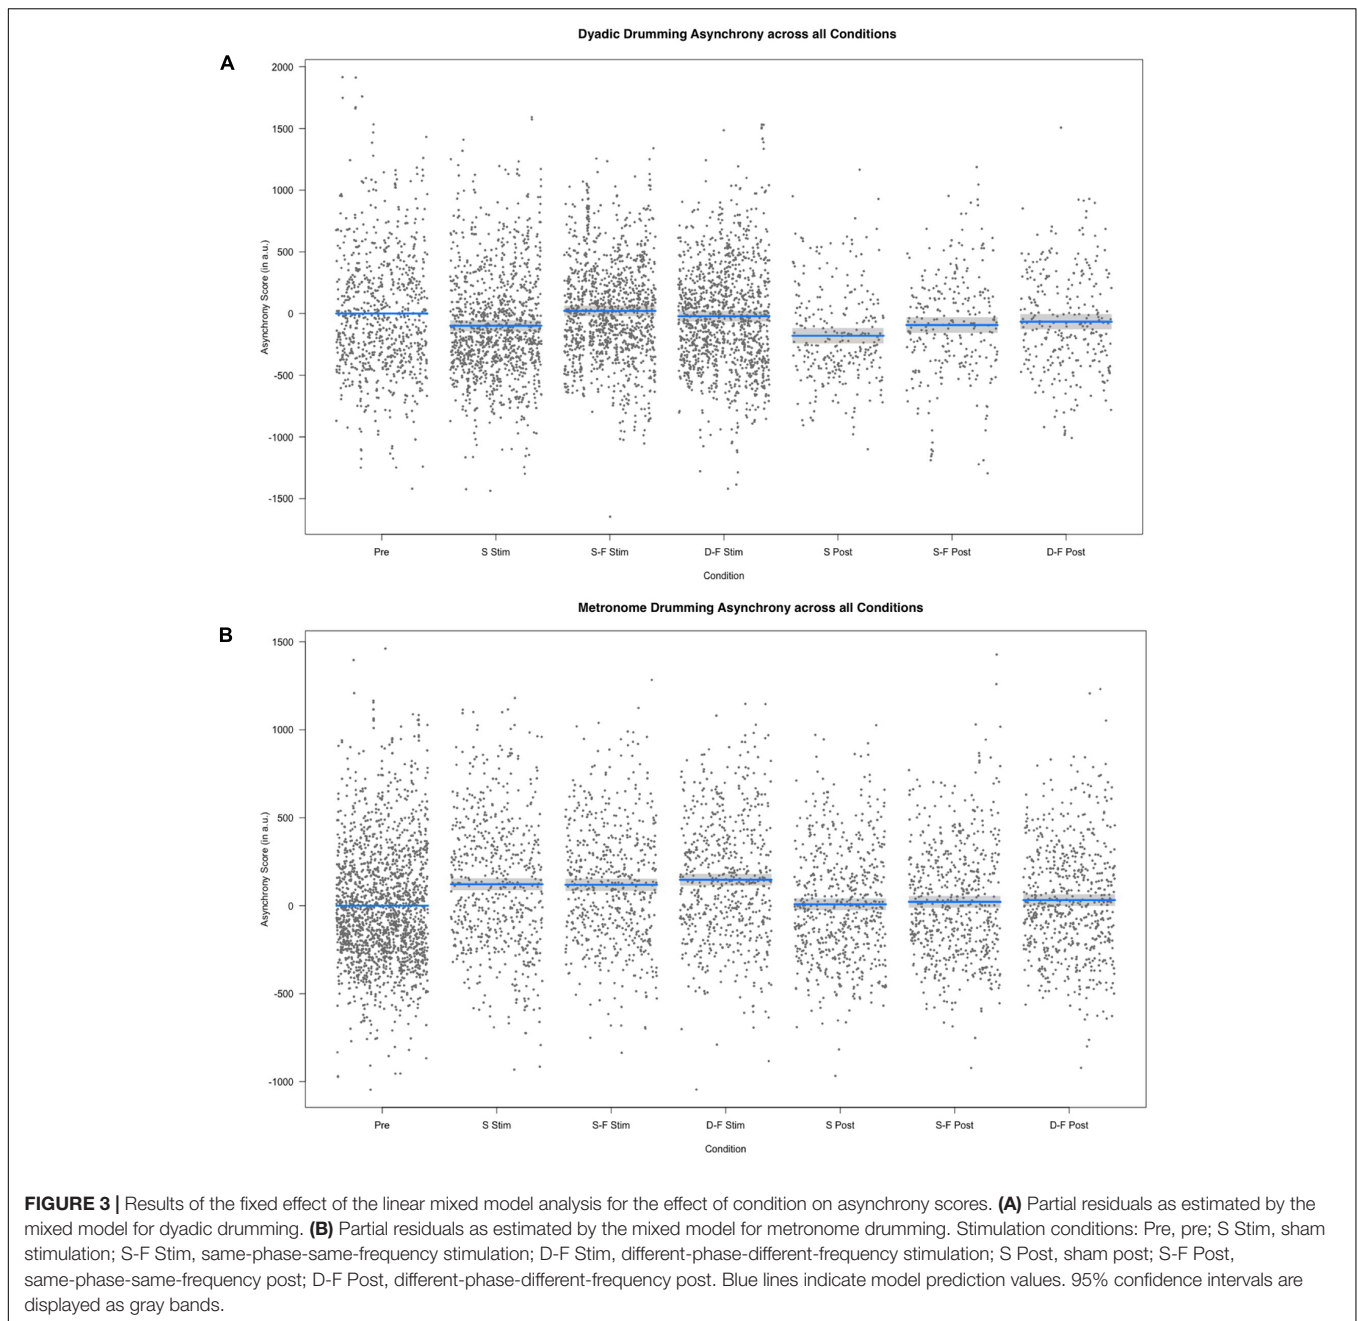 Dyadic Drumming Asynchrony across all Conditions
A
2000
1500
1000
500
0
-500
-1000
-1500
Asynchrony Score (in a.u.)
Pre S Stim S-F Stim D-F Stim S Post S-F Post D-F Post
Condition
Metronome Drumming Asynchrony across all Conditions
B
1500
1000
500
0
-500
-1000
Asynchrony Score (in a.u.)
Pre S Stim S-F Stim D-F Stim S Post S-F Post D-F Post
Condition
FIGURE 3 | Results of the fixed effect of the linear mixed model analysis for the effect of condition on asynchrony scores. (A) Partial residuals as estimated by the
mixed model for dyadic drumming. (B) Partial residuals as estimated by the mixed model for metronome drumming. Stimulation conditions: Pre, pre; S Stim, sham
stimulation; S-F Stim, same-phase-same-frequency stimulation; D-F Stim, different-phase-different-frequency stimulation; S Post, sham post; S-F Post,
same-phase-same-frequency post; D-F Post, different-phase-different-frequency post. Blue lines indicate model prediction values. 95% confidence intervals are
displayed as gray bands.